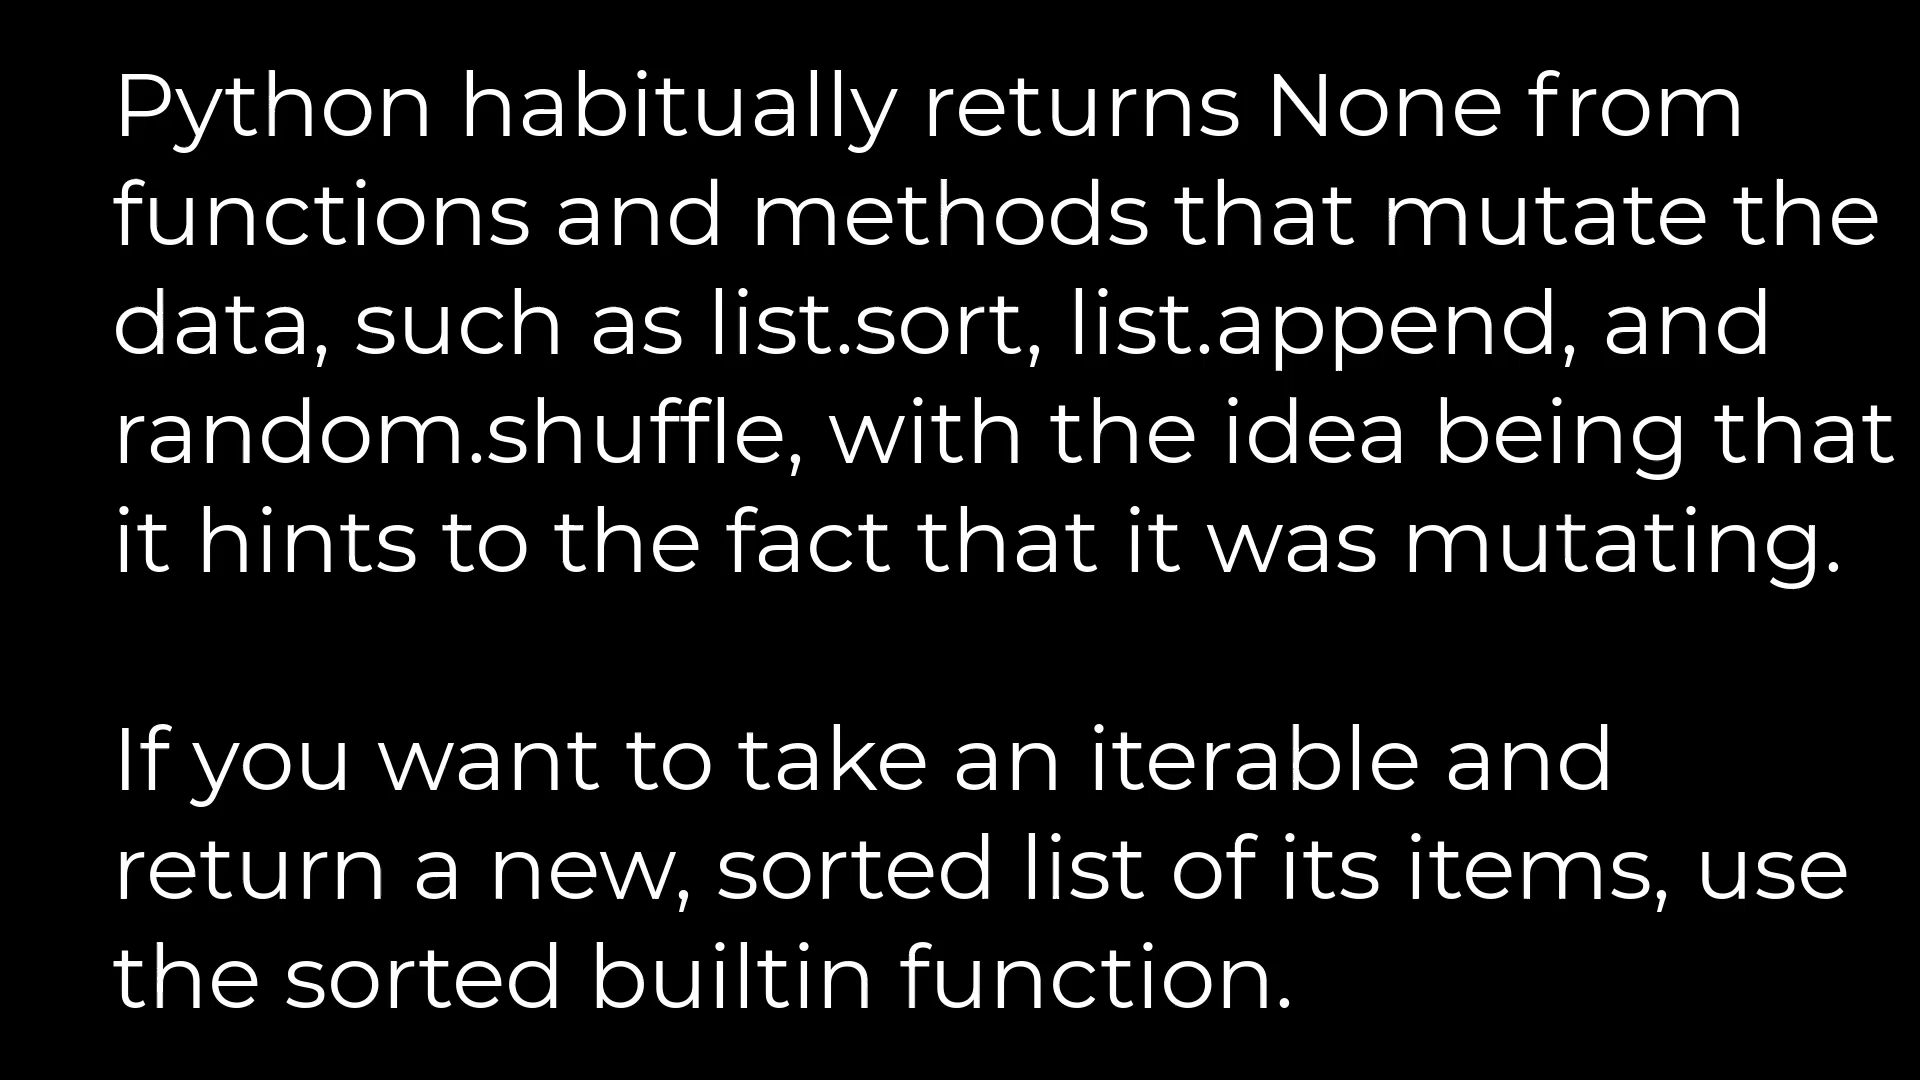 Python habitually returns None from
functions and methods that mutate the
data, such as list.sort, list.append, and
random.shuffle, with the idea being that
it hints to the fact that it was mutating.
If you want to take an iterable and
return a new, sorted list of its items, use
the sorted builtin function.